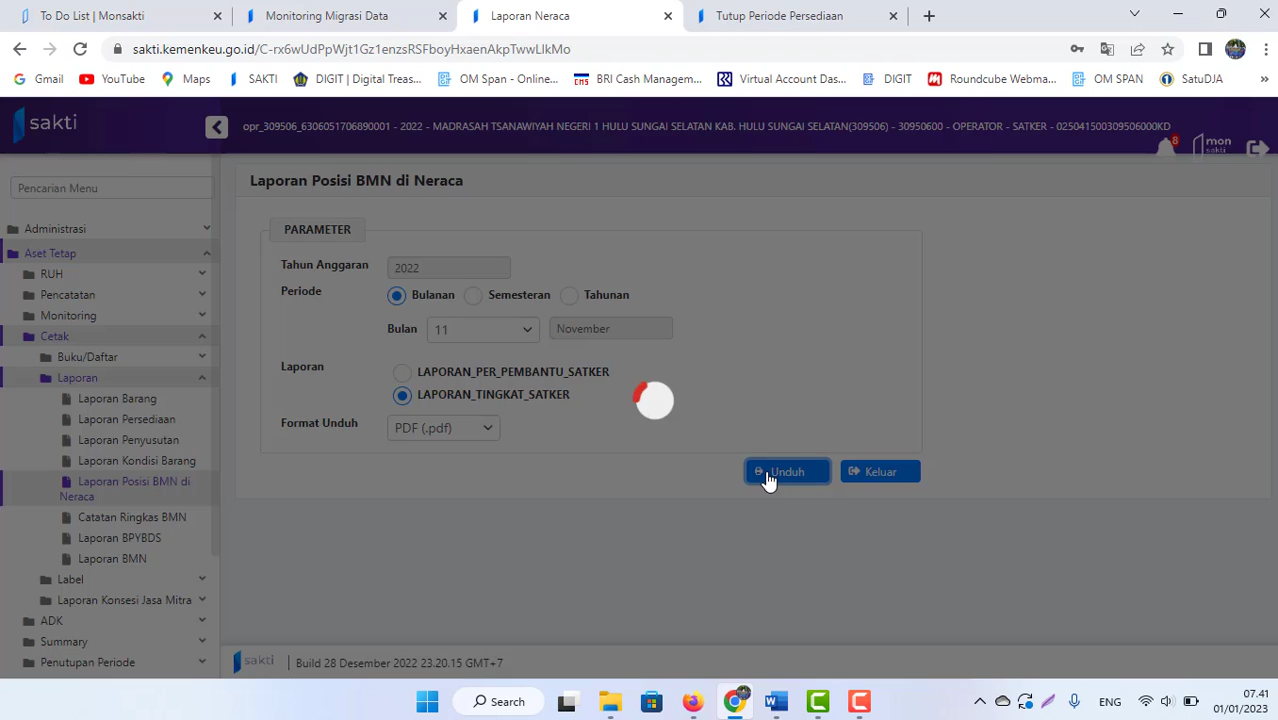 To Do List | Monsakti
Monitoring Migrasi Data
Laporan Neraca
Tutup Periode Persediaan
sakti.kemenkeu.go.id/C-rx6wUdPpWjt1Gz1enzsRSFboyHxaenAkpTwwLlkMo
Gmail YouTube Maps SAKTI DIGIT | Digital Treas... OM Span - Online... CMS BRI Cash Managem... Virtual Account Das... DIGIT Roundcube Webma... OM SPAN SatuDJA
sakti
opr_309506_6306051706890001 - 2022 - MADRASAH TSANAWIYAH NEGERI 1 HULU SUNGAI SELATAN KAB. HULU SUNGAI SELATAN(309506) - 30950600 - OPERATOR - SATKER - 025041500309506000KD
8
mon
sakti
Pencarian Menu
Administrasi
Aset Tetap
RUH
Pencatatan
Monitoring
Cetak
Buku/Daftar
Laporan
Laporan Barang
Laporan Persediaan
Laporan Penyusutan
Laporan Kondisi Barang
Laporan Posisi BMN di
Neraca
Catatan Ringkas BMN
Laporan BPYBDS
Laporan BMN
Label
Laporan Konsesi Jasa Mitra
ADK
Summary
Penutupan Periode
Laporan Posisi BMN di Neraca
PARAMETER
Tahun Anggaran 2022
Periode Bulanan Semesteran Tahunan
Bulan 11 November
Laporan LAPORAN_PER_PEMBANTU_SATKER
LAPORAN_TINGKAT_SATKER
Format Unduh PDF (.pdf)
Unduh Keluar
sakti | Build 28 Desember 2022 23.20.15 GMT+7
Search
ENG
07.41
01/01/2023